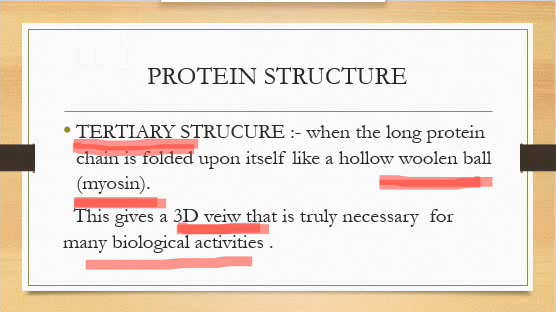 PROTEIN STRUCTURE
• TERTIARY STRUCURE :- when the long protein
chain is folded upon itself like a hollow woolen ball
(myosin).
This gives a 3D veiw that is truly necessary for
many biological activities .